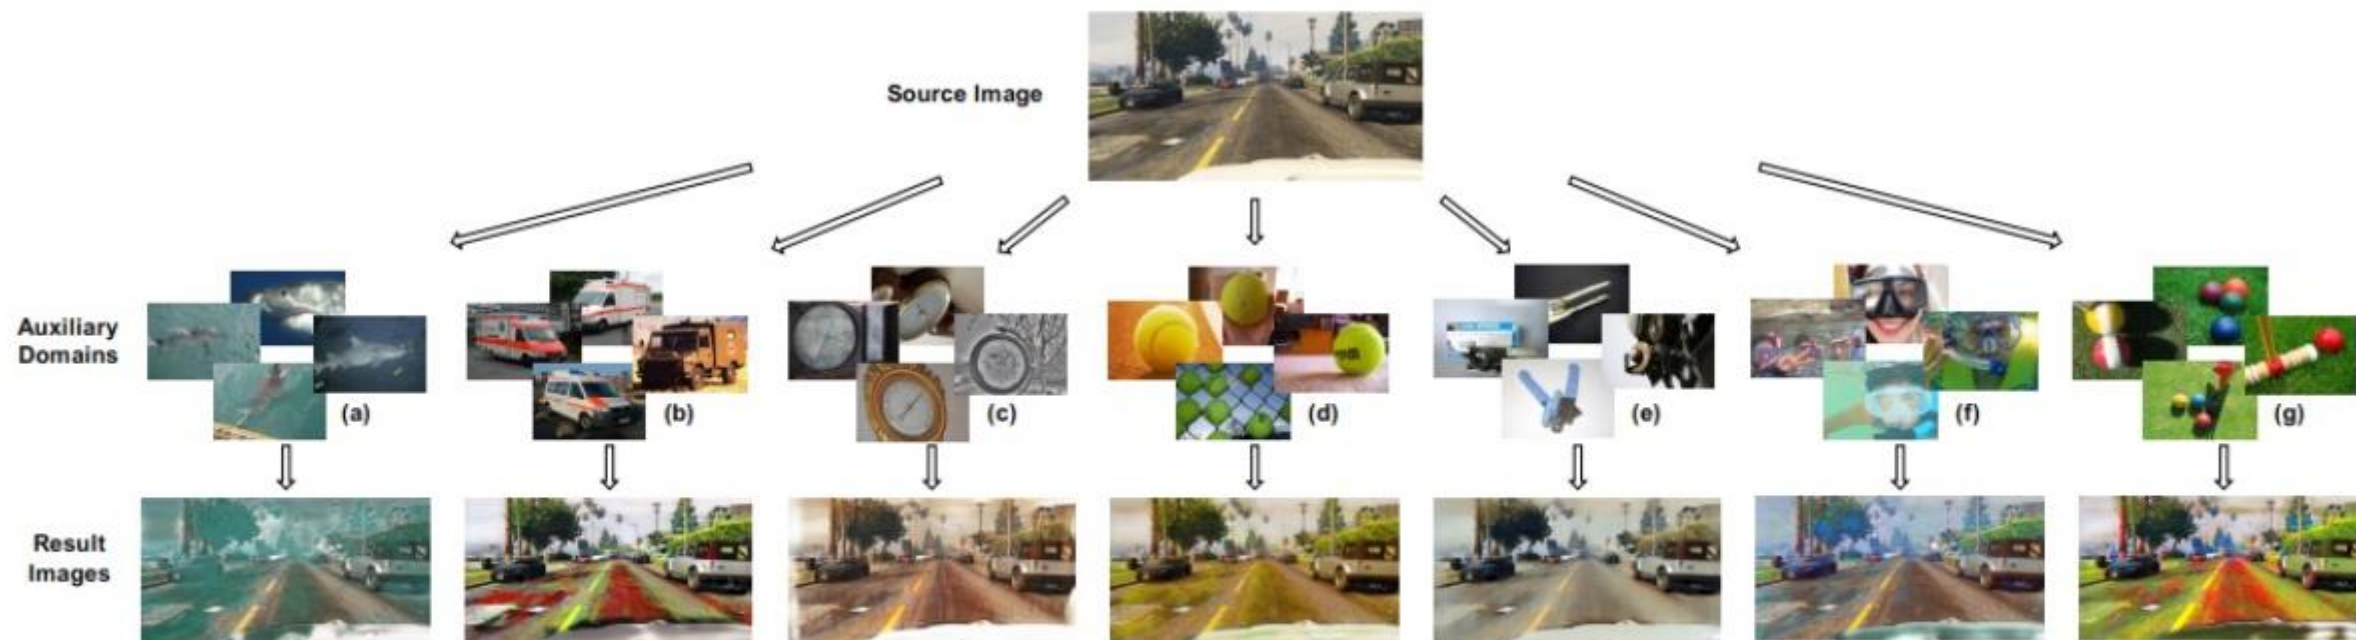 Source Image
Auxiliary
Domains
(a)
(b)
(c)
(d)
(e)
(f)
(g)
Result
Images